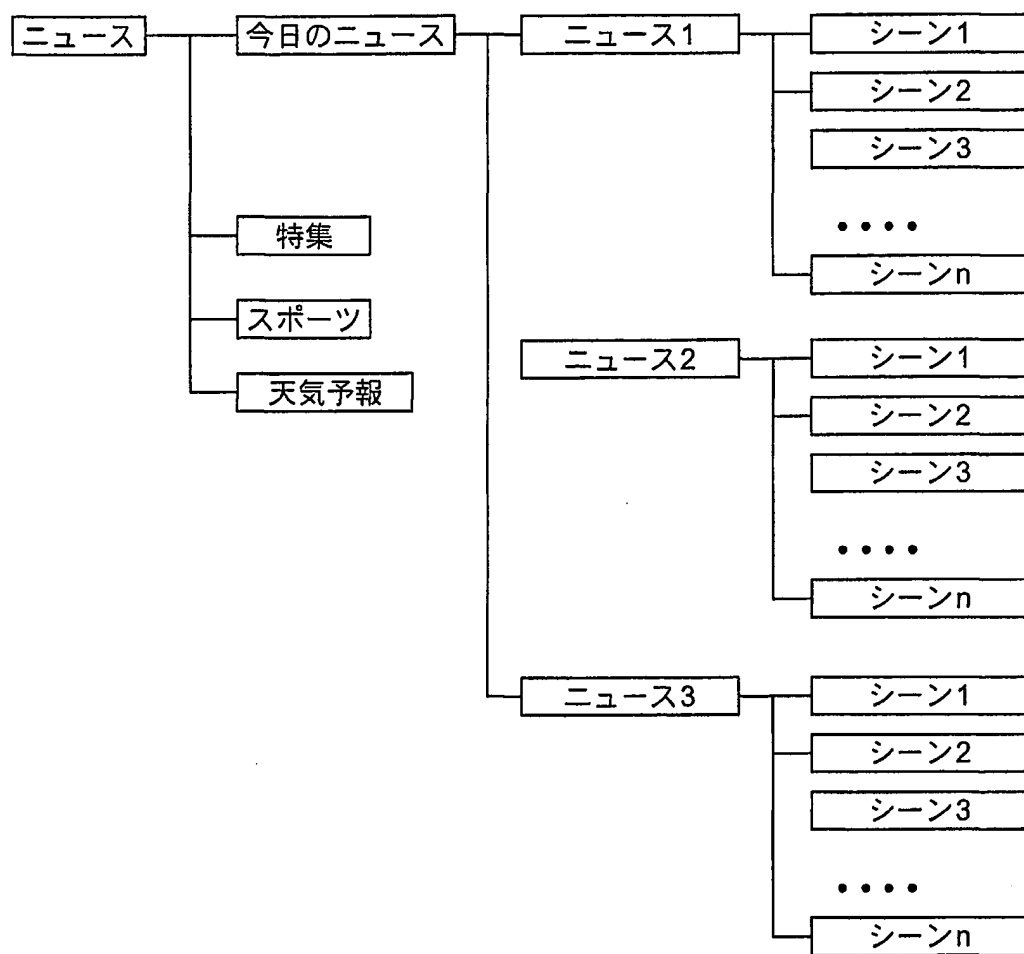 ニュース
今日のニュース
特集
スポーツ
天気予報
ニュース1
シーン1
シーン2
シーン3
・・・・
シーンn
ニュース2
シーン1
シーン2
シーン3
・・・・
シーンn
ニュース3
シーン1
シーン2
シーン3
・・・・
シーンn